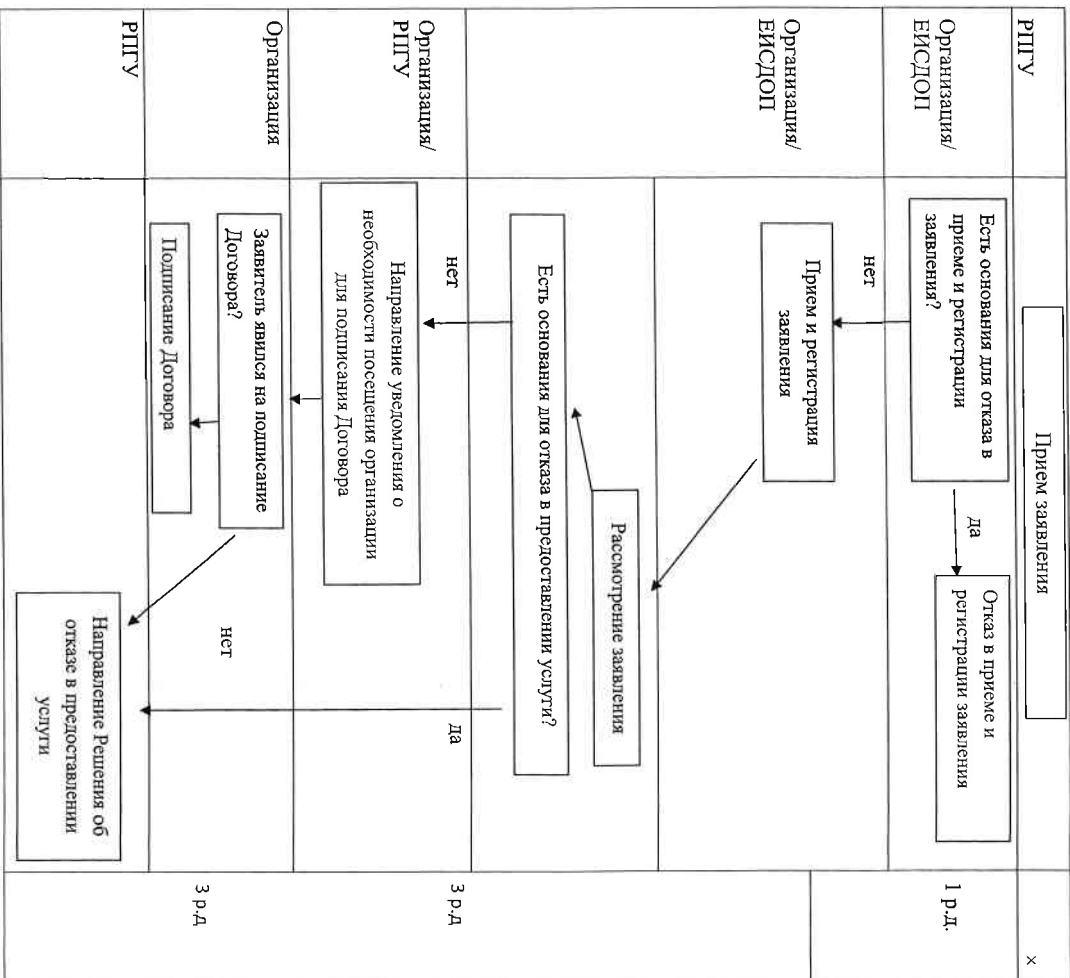 РПГУ
Прием заявления
х
Организация/
ЕИСДОП
Есть основания для отказа в
приеме и регистрации
заявления?
да
Отказ в приеме и
регистрации заявления
1 р.д.
нет
Организация/
ЕИСДОП
Прием и регистрация
заявления
Рассмотрение заявления
Есть основания для отказа в предоставлении услуги?
нет
да
3 р.д
Организация/
РПГУ
Направление уведомления о
необходимости посещения организации
для подписания Договора
Организация
Заявитель явился на подписание
Договора?
нет
3 р.д
Подписание Договора
РПГУ
Направление Решения об
отказе в предоставлении
услуги